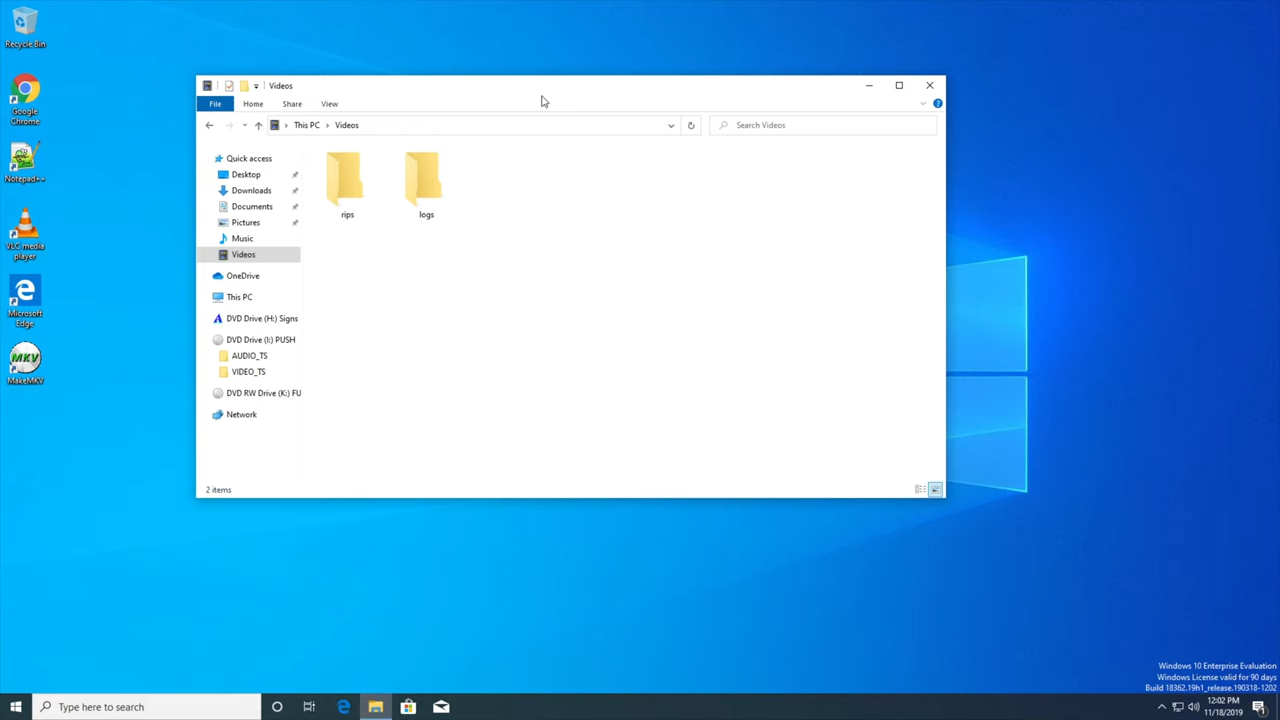 Recycle Bin
Google
Chrome
Notepad++
VLC media
player
Microsoft
Edge
MKV
MakeMKV
Videos
File
Home
Share
View
This PC
Videos
Search Videos
Quick access
Desktop
Downloads
Documents
Pictures
Music
Videos
OneDrive
This PC
DVD Drive (H:) Signs
DVD Drive (I:) PUSH
AUDIO_TS
VIDEO_TS
DVD RW Drive (K:) FU
Network
rips
logs
2 items
Windows 10 Enterprise Evaluation
Windows License valid for 90 days
Build 18362.19h1_release.190318-1202
Type here to search
12:02 PM
11/18/2019
1